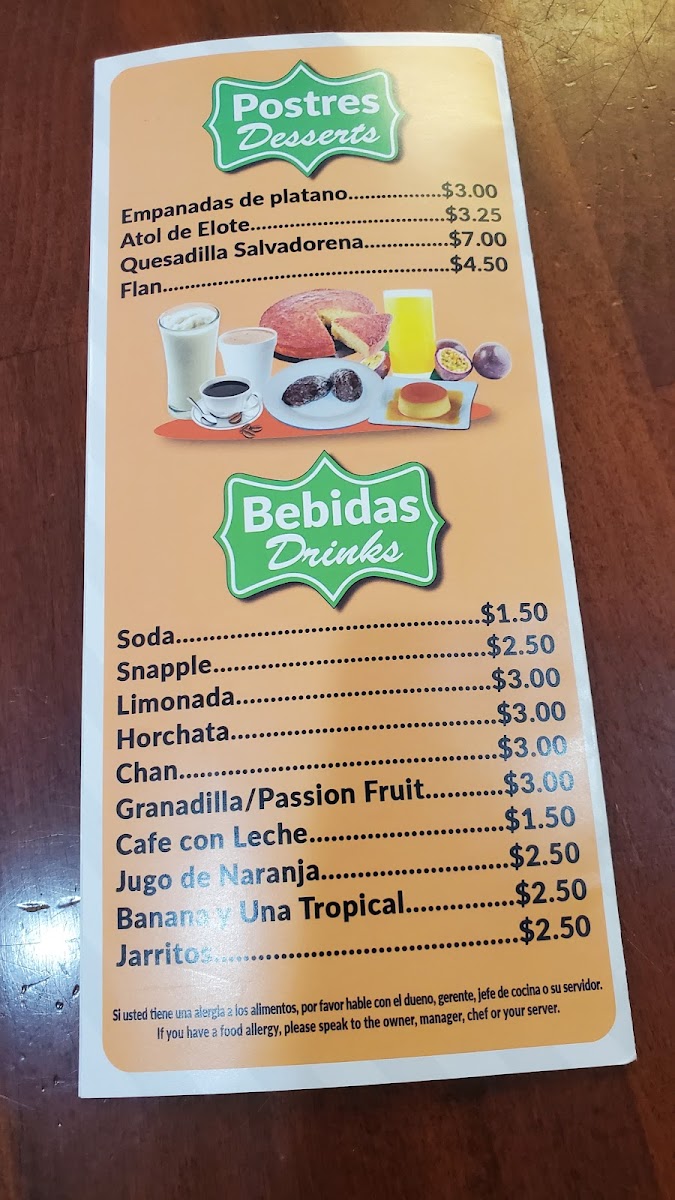 Postres
Desserts
Empanadas de platano..................$3.00
Atol de Elote.....................................$3.25
Quesadilla Salvadorena................$7.00
Flan.......................................................$4.50
Bebidas
Drinks
Soda..............................................$1.50
Snapple.........................................$2.50
Limonada......................................$3.00
Horchata.......................................$3.00
Chan..............................................$3.00
Granadilla/Passion Fruit...........$3.00
Cafe con Leche............................$1.50
Jugo de Naranja..........................$2.50
Banana y Una Tropical...............$2.50
Jarritos..........................................$2.50
Si usted tiene una alergia a los alimentos, por favor hable con el dueno, gerente, jefe de cocina o su servidor.
If you have a food allergy, please speak to the owner, manager, chef or your server.